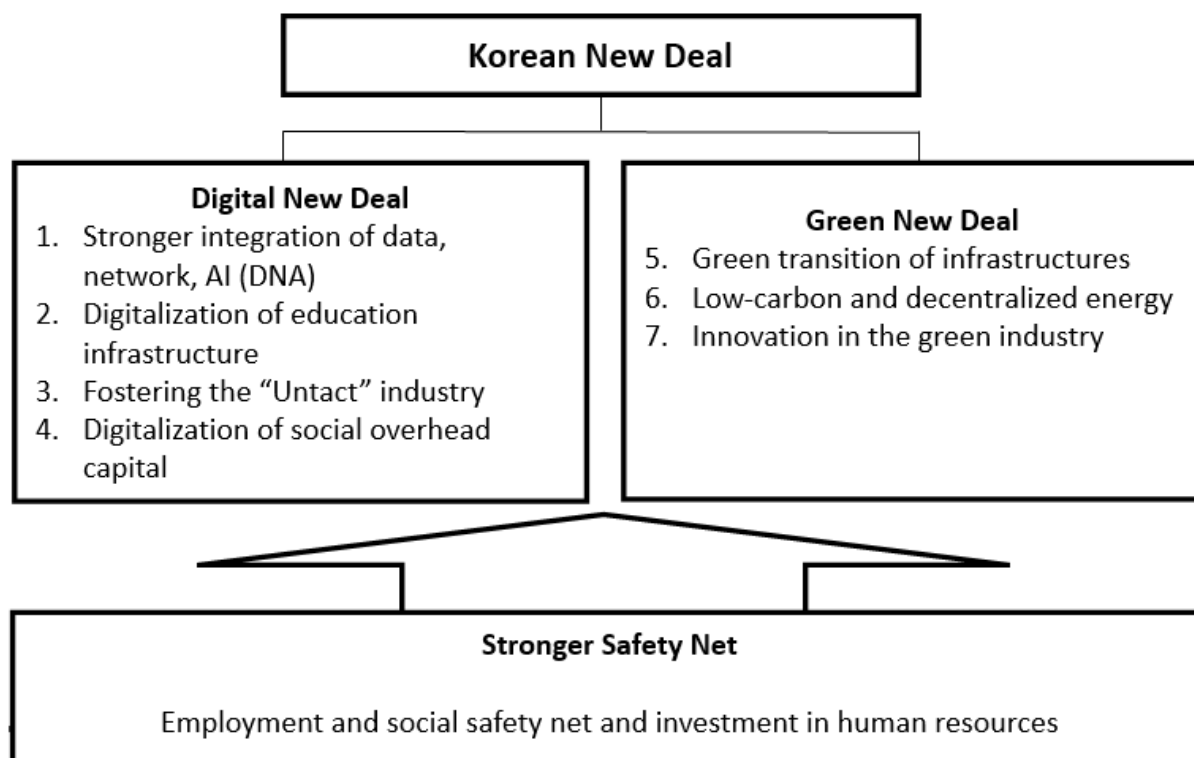 Korean New Deal
Digital New Deal
1. Stronger integration of data,
network, AI (DNA)
2. Digitalization of education
infrastructure
3. Fostering the “Untact” industry
4. Digitalization of social overhead
capital
Green New Deal
5. Green transition of infrastructures
6. Low-carbon and decentralized energy
7. Innovation in the green industry
Stronger Safety Net
Employment and social safety net and investment in human resources